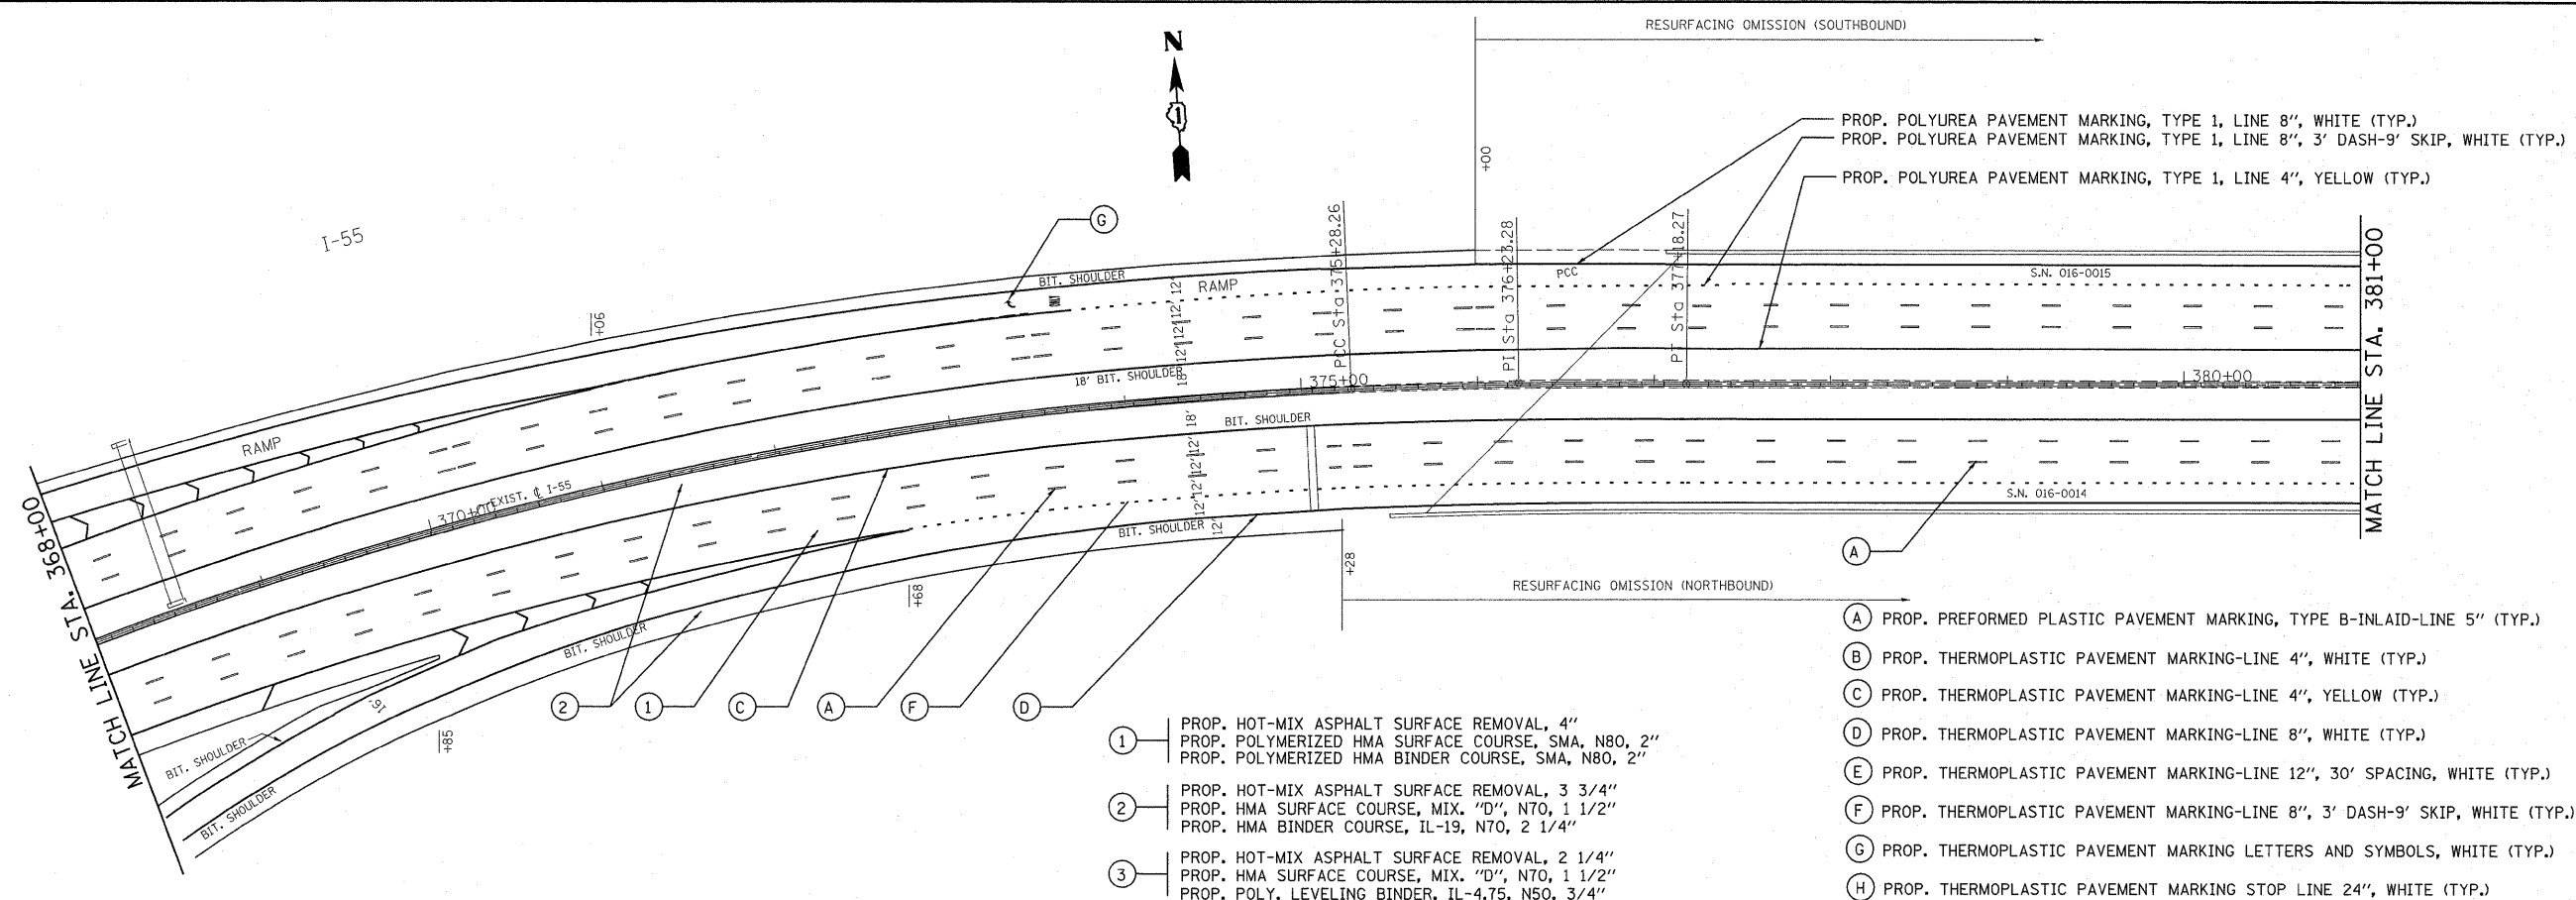 RESURFACING OMISSION (SOUTHBOUND)
N
1
PROP. POLYUREA PAVEMENT MARKING, TYPE 1, LINE 8", WHITE (TYP.)
PROP. POLYUREA PAVEMENT MARKING, TYPE 1, LINE 8", 3' DASH-9' SKIP, WHITE (TYP.)
PROP. POLYUREA PAVEMENT MARKING, TYPE 1, LINE 4", YELLOW (TYP.)
+00
I-55
G
PCC Sta 375+28.26
PI Sta 376+23.28
PT Sta 377+18.27
MATCH LINE STA. 381+00
BIT. SHOULDER
RAMP
PCC
S.N. 016-0015
+06
12'
12'
12'
12'
18'
18' BIT. SHOULDER
375+00
380+00
RAMP
EXIST. ℄ I-55
370+00
BIT. SHOULDER
18'
12'
12'
12'
12'
12'
S.N. 016-0014
MATCH LINE STA. 368+00
BIT. SHOULDER
+28
A
RESURFACING OMISSION (NORTHBOUND)
+68
BIT. SHOULDER
16'
+85
BIT. SHOULDER
BIT. SHOULDER
2
1
C
A
F
D
1 PROP. HOT-MIX ASPHALT SURFACE REMOVAL, 4"
PROP. POLYMERIZED HMA SURFACE COURSE, SMA, N80, 2"
PROP. POLYMERIZED HMA BINDER COURSE, SMA, N80, 2"
2 PROP. HOT-MIX ASPHALT SURFACE REMOVAL, 3 3/4"
PROP. HMA SURFACE COURSE, MIX. "D", N70, 1 1/2"
PROP. HMA BINDER COURSE, IL-19, N70, 2 1/4"
3 PROP. HOT-MIX ASPHALT SURFACE REMOVAL, 2 1/4"
PROP. HMA SURFACE COURSE, MIX. "D", N70, 1 1/2"
PROP. POLY. LEVELING BINDER, IL-4.75, N50, 3/4"
A PROP. PREFORMED PLASTIC PAVEMENT MARKING, TYPE B-INLAID-LINE 5" (TYP.)
B PROP. THERMOPLASTIC PAVEMENT MARKING-LINE 4", WHITE (TYP.)
C PROP. THERMOPLASTIC PAVEMENT MARKING-LINE 4", YELLOW (TYP.)
D PROP. THERMOPLASTIC PAVEMENT MARKING-LINE 8", WHITE (TYP.)
E PROP. THERMOPLASTIC PAVEMENT MARKING-LINE 12", 30' SPACING, WHITE (TYP.)
F PROP. THERMOPLASTIC PAVEMENT MARKING-LINE 8", 3' DASH-9' SKIP, WHITE (TYP.)
G PROP. THERMOPLASTIC PAVEMENT MARKING LETTERS AND SYMBOLS, WHITE (TYP.)
H PROP. THERMOPLASTIC PAVEMENT MARKING STOP LINE 24", WHITE (TYP.)